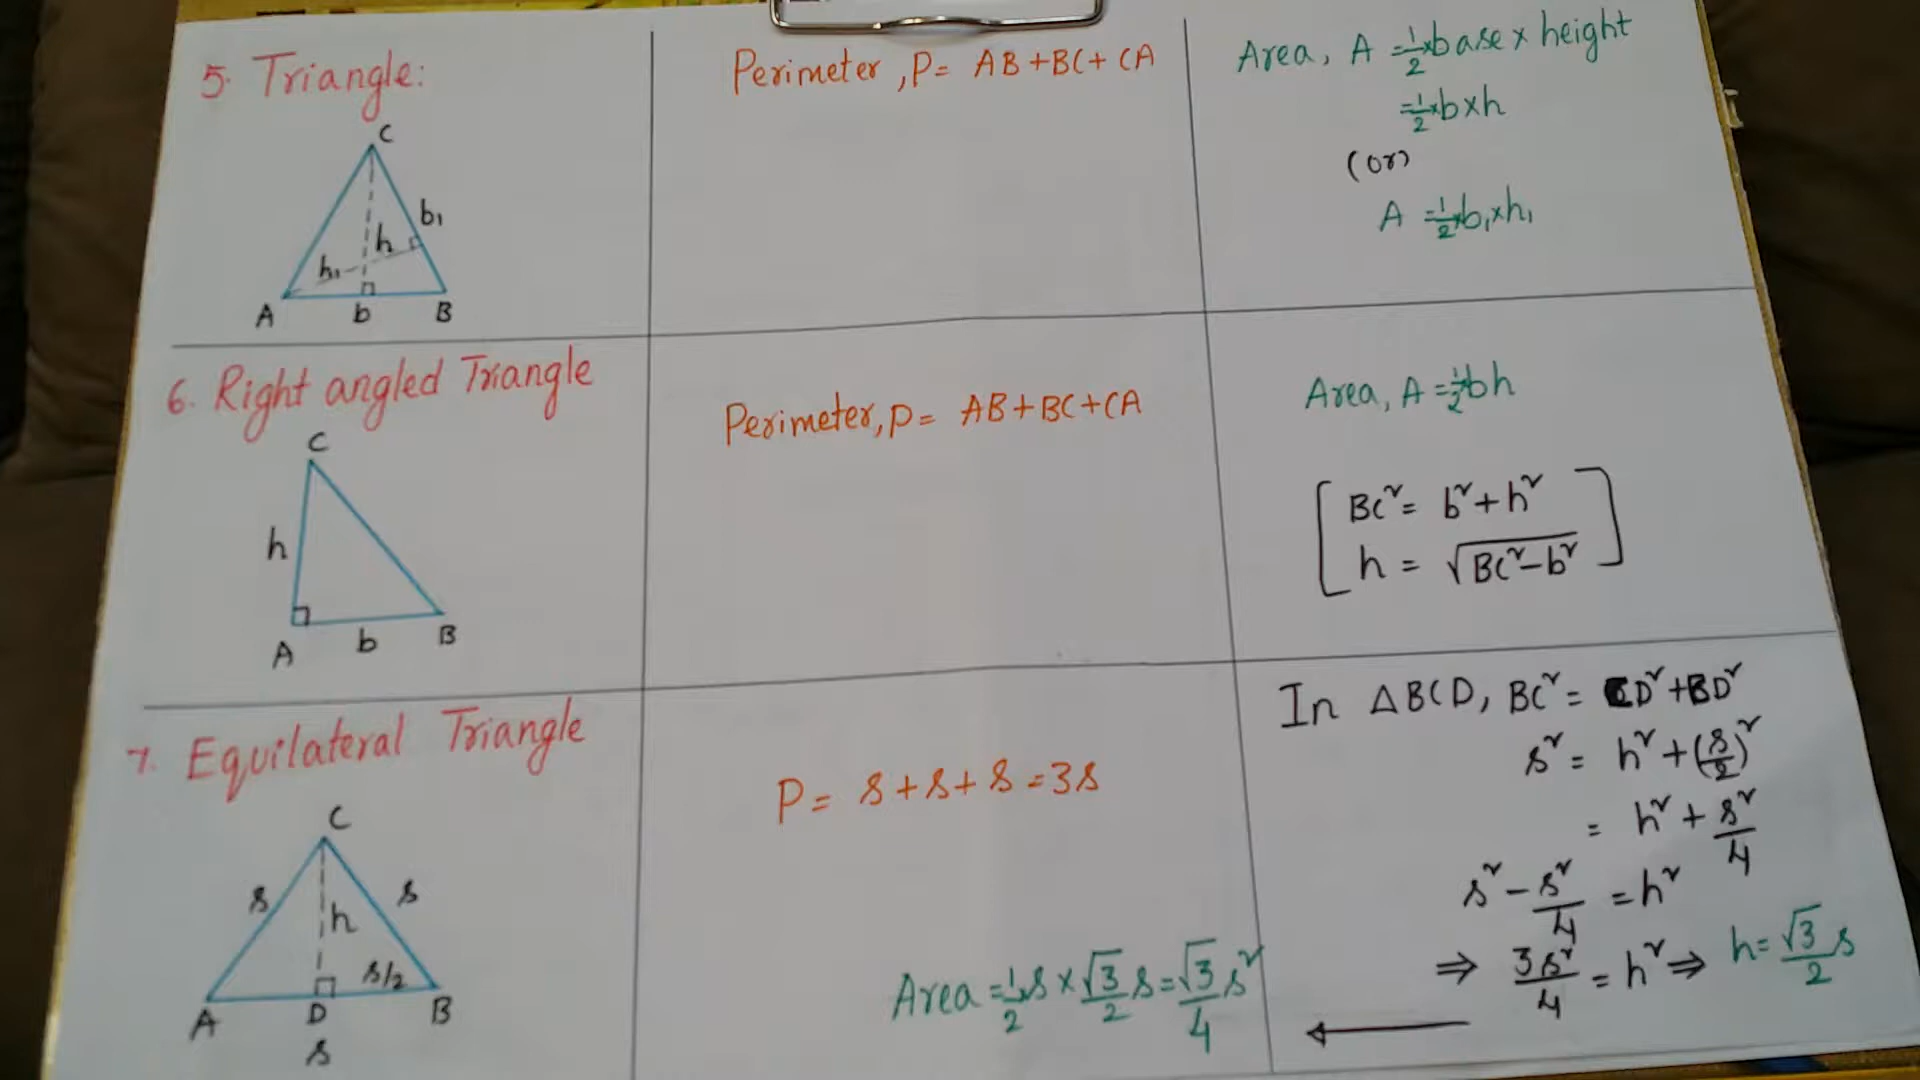 5. Triangle:
C
b₁
h
h₁
A b B
Perimeter, P = AB + BC + CA
Area, A = 1/2 × base × height
= 1/2 × b × h
(or)
A = 1/2 × b₁ × h₁
6. Right angled Triangle
C
h
A b B
Perimeter, P = AB + BC + CA
Area, A = 1/2 bh
[BC² = b² + h²
h = √(BC² - b²)]
7. Equilateral Triangle
C
s s
h
s/2
A D B
s
P = s + s + s = 3s
Area = 1/2 s × √3/2 s = √3/4 s²
In △BCD, BC² = CD² + BD²
s² = h² + (s/2)²
= h² + s²/4
s² - s²/4 = h²
⇒ 3s²/4 = h² ⇒ h = √3/2 s